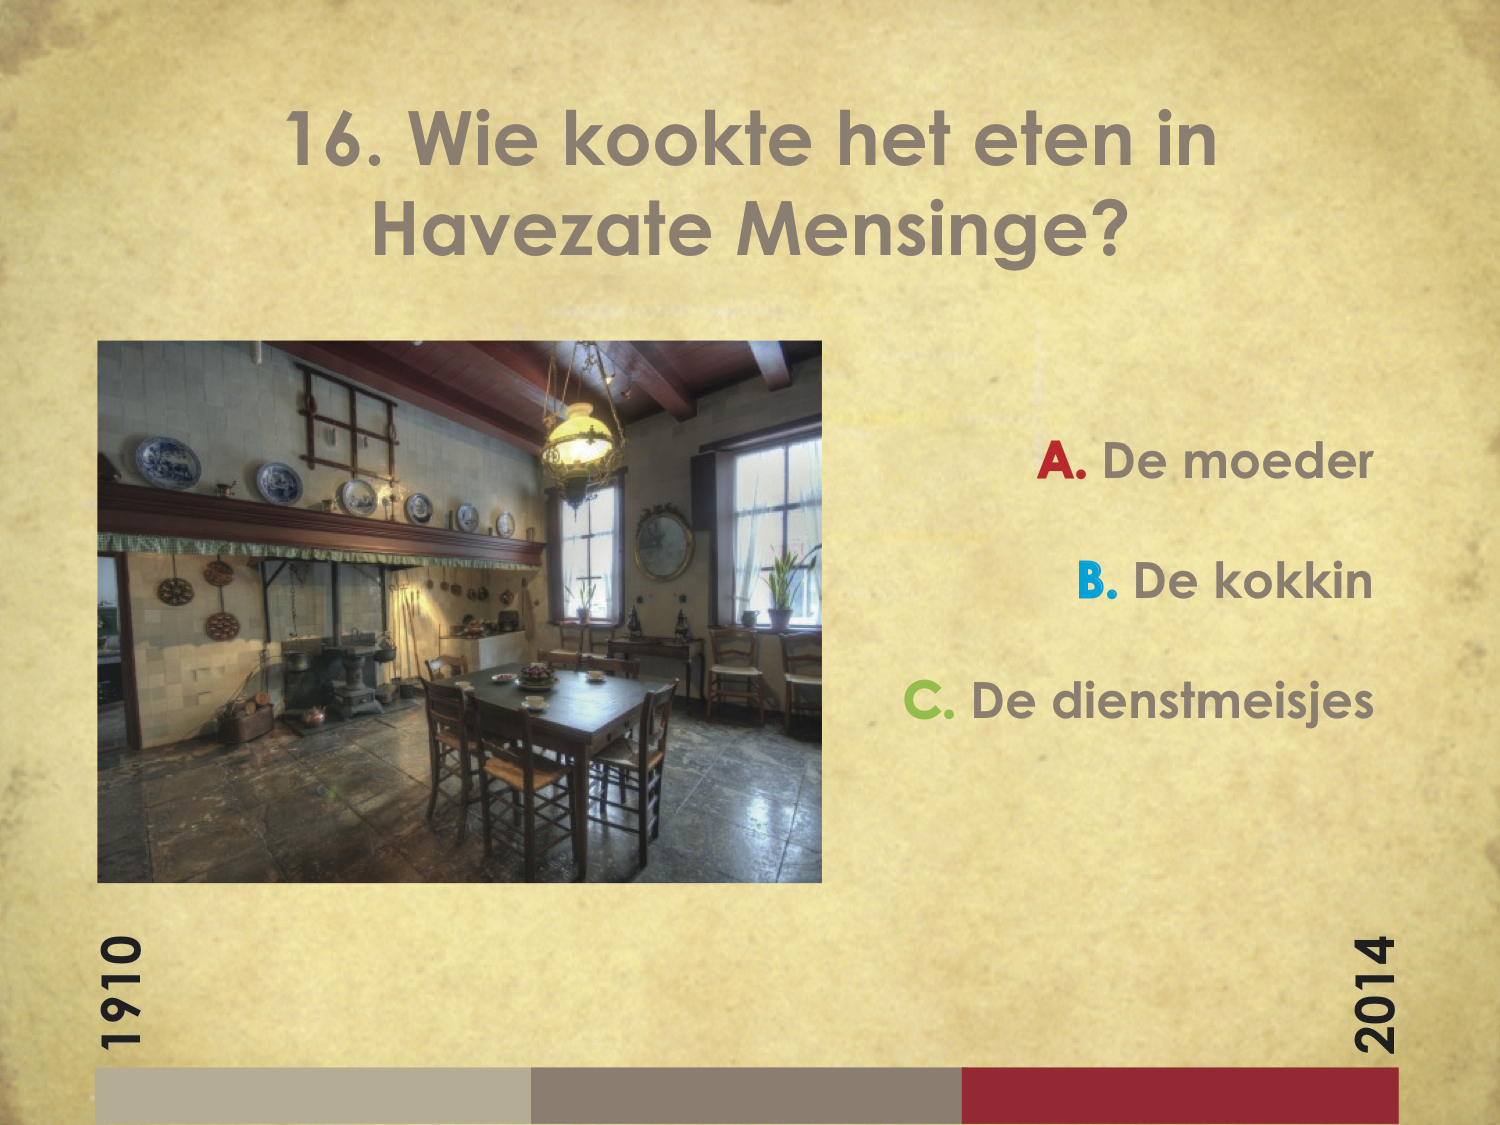 16. Wie kookte het eten in
Havezate Mensinge?
A. De moeder
B. De kokkin
C. De dienstmeisjes
1910
2014